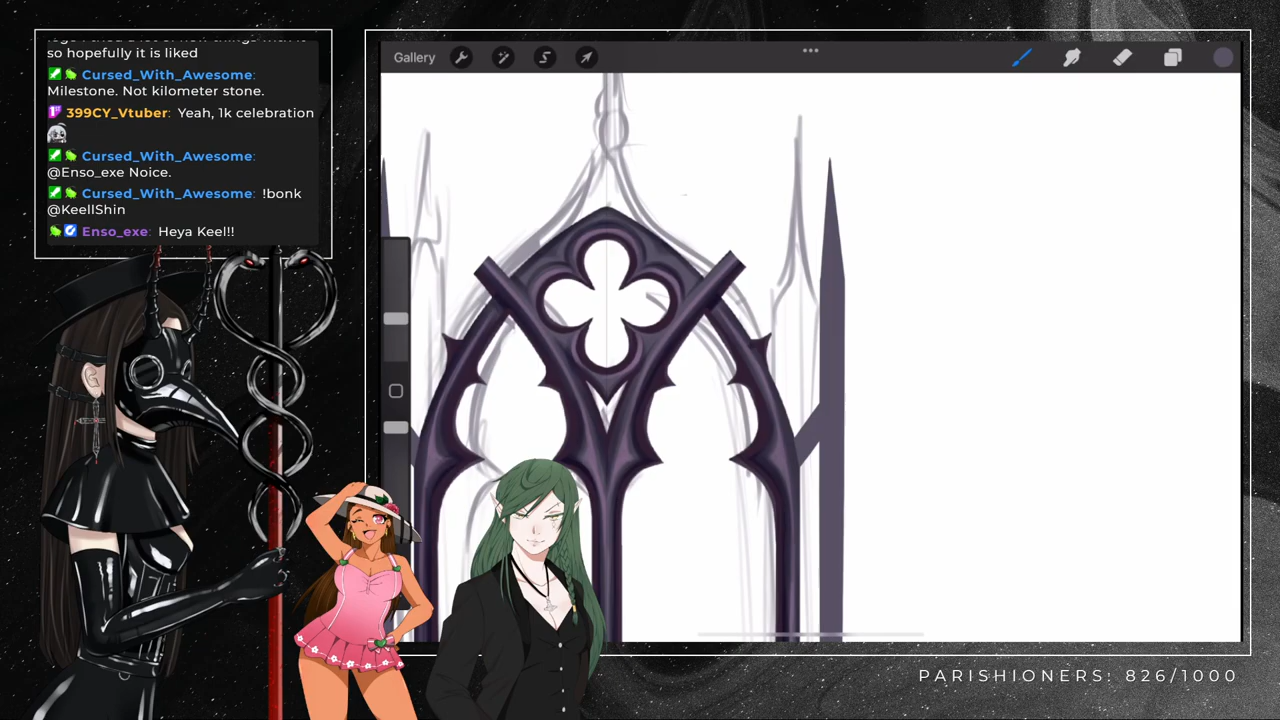 so hopefully it is liked
Cursed_With_Awesome:
Milestone. Not kilometer stone.
399CY_Vtuber: Yeah, 1k celebration
Cursed_With_Awesome:
@Enso_exe Noice.
Cursed_With_Awesome: !bonk
@KeellShin
Enso_exe: Heya Keel!!
Gallery
PARISHIONERS: 826/1000